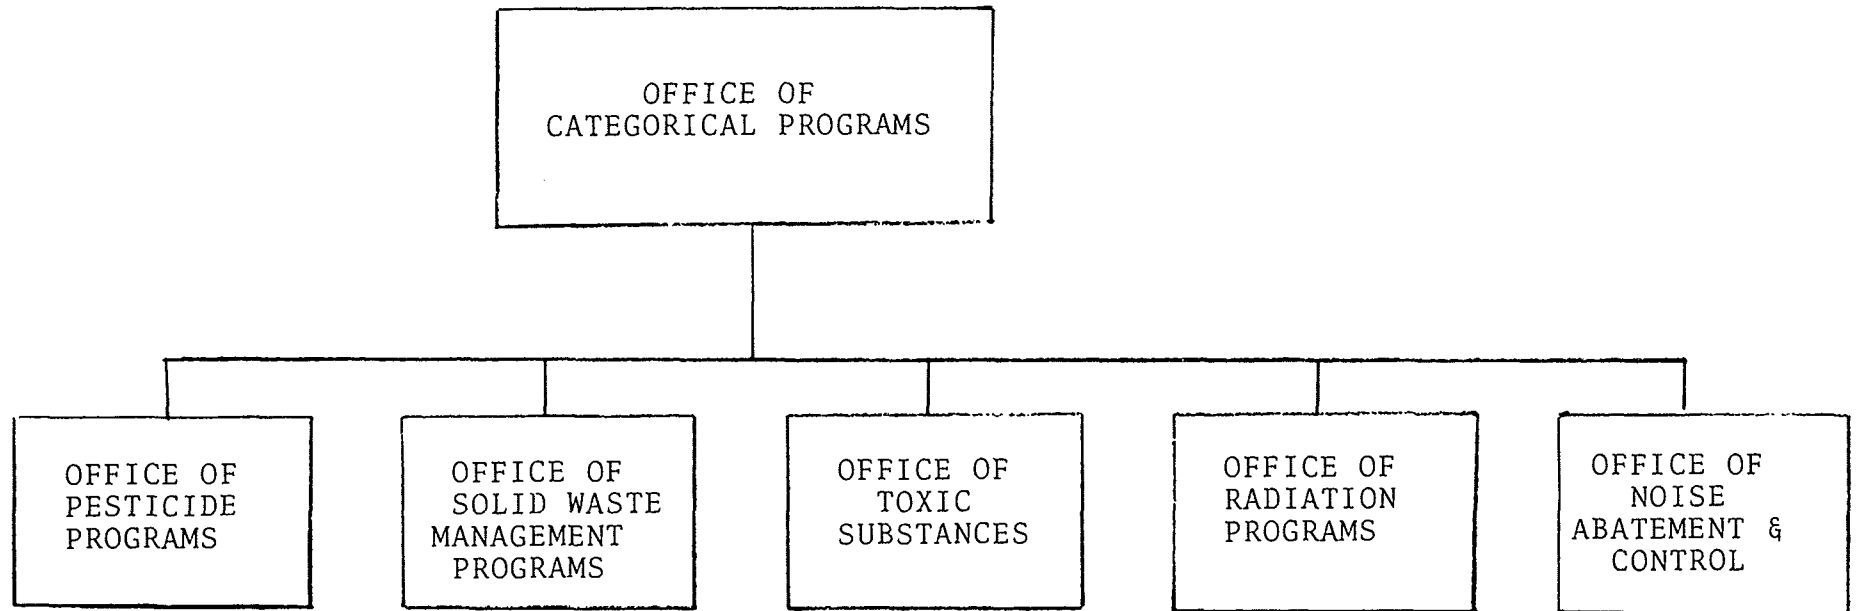 OFFICE OF
CATEGORICAL PROGRAMS
OFFICE OF
PESTICIDE
PROGRAMS
OFFICE OF
SOLID WASTE
MANAGEMENT
PROGRAMS
OFFICE OF
TOXIC
SUBSTANCES
OFFICE OF
RADIATION
PROGRAMS
OFFICE OF
NOISE
ABATEMENT &
CONTROL